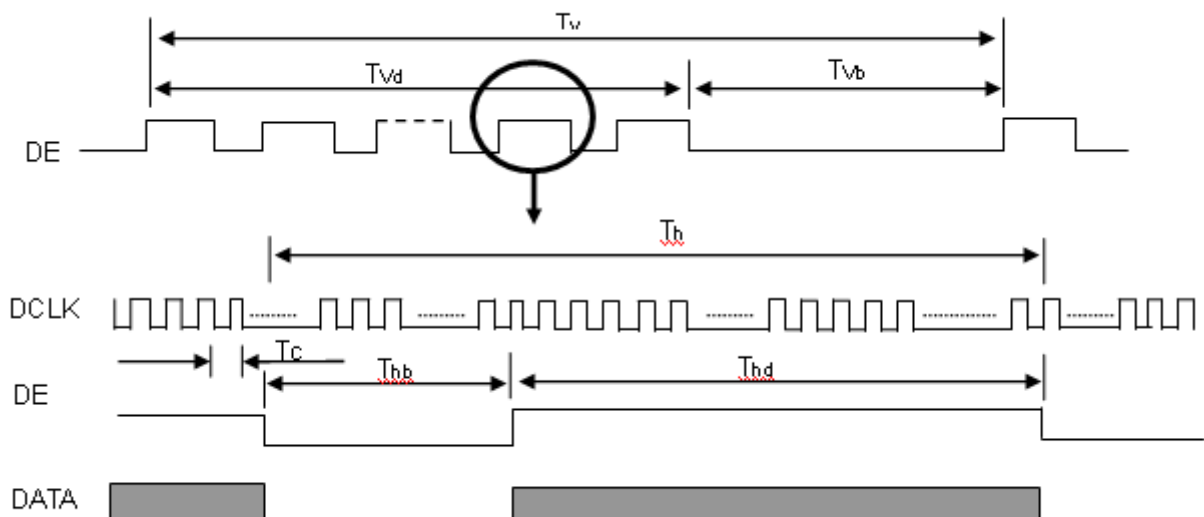 Tv
TVd
TVb
DE
Th
DCLK
Tc
Thb
Thd
DE
DATA